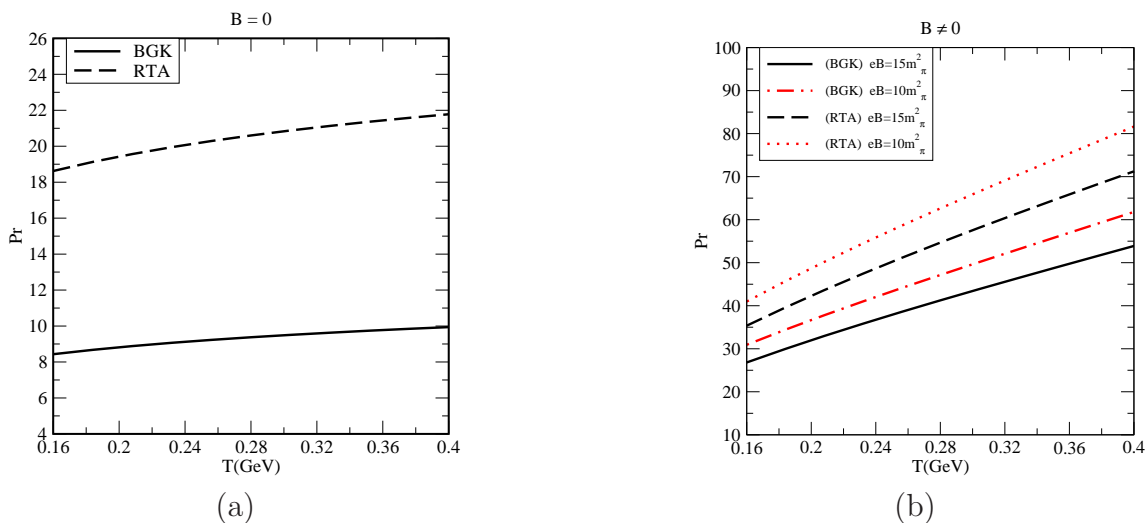 B = 0
26
24
22
20
18
16
14
12
10
8
6
4
Pr
BGK
RTA
0.16
0.2
0.24
0.28
0.32
0.36
0.4
T(GeV)
(a)
B ≠ 0
100
90
80
70
60
50
40
30
20
10
Pr
(BGK) eB=15m²π
(BGK) eB=10m²π
(RTA) eB=15m²π
(RTA) eB=10m²π
0.16
0.2
0.24
0.28
0.32
0.36
0.4
T(GeV)
(b)